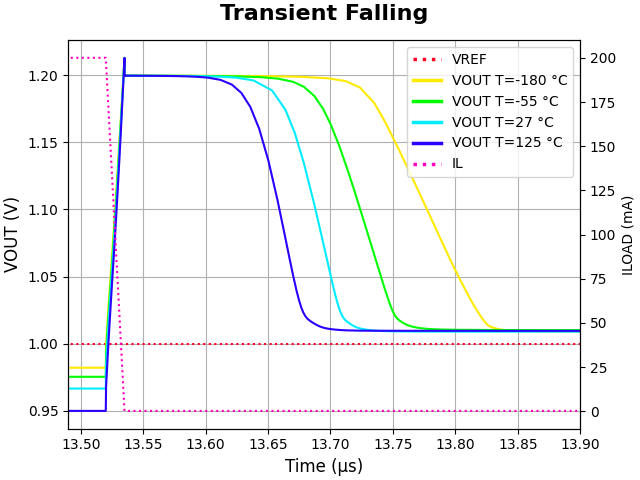 Transient Falling
VREF
VOUT T=-180 °C
VOUT T=-55 °C
VOUT T=27 °C
VOUT T=125 °C
IL
VOUT (V)
1.20
1.15
1.10
1.05
1.00
0.95
200
175
150
125
100
75
50
25
0
ILOAD (mA)
13.50 13.55 13.60 13.65 13.70 13.75 13.80 13.85 13.90
Time (μs)